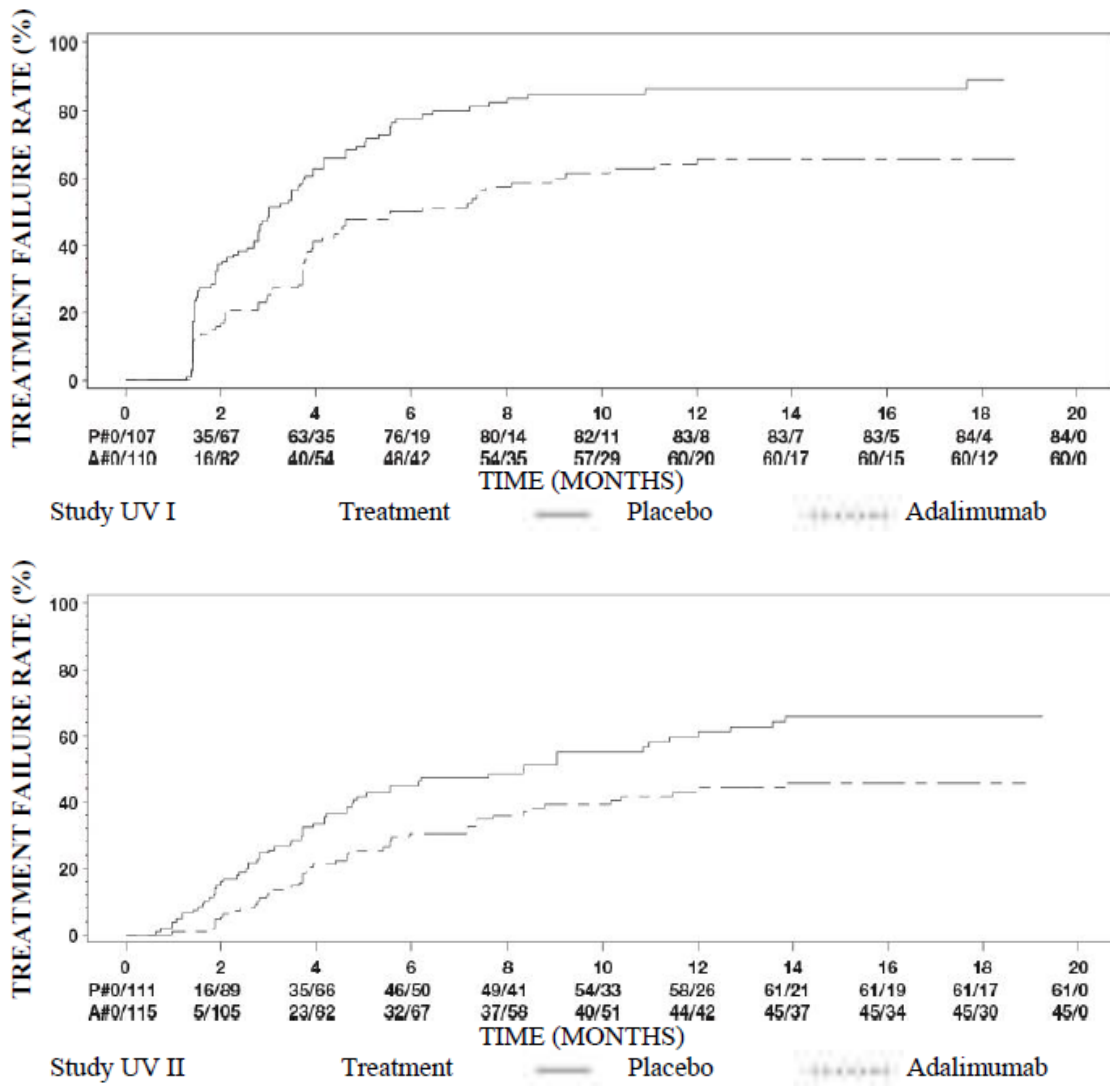 TREATMENT FAILURE RATE (%)
100
80
60
40
20
0
0 2 4 6 8 10 12 14 16 18 20
P#0/107 35/67 63/35 76/19 80/14 82/11 83/8 83/7 83/5 84/4 84/0
A#0/110 16/82 40/54 48/42 54/35 57/29 60/20 60/17 60/15 60/12 60/0
TIME (MONTHS)
Study UV I Treatment Placebo Adalimumab
TREATMENT FAILURE RATE (%)
100
80
60
40
20
0
0 2 4 6 8 10 12 14 16 18 20
P#0/111 16/89 35/66 46/50 49/41 54/33 58/26 61/21 61/19 61/17 61/0
A#0/115 5/105 23/82 32/67 37/58 40/51 44/42 45/37 45/34 45/30 45/0
TIME (MONTHS)
Study UV II Treatment Placebo Adalimumab